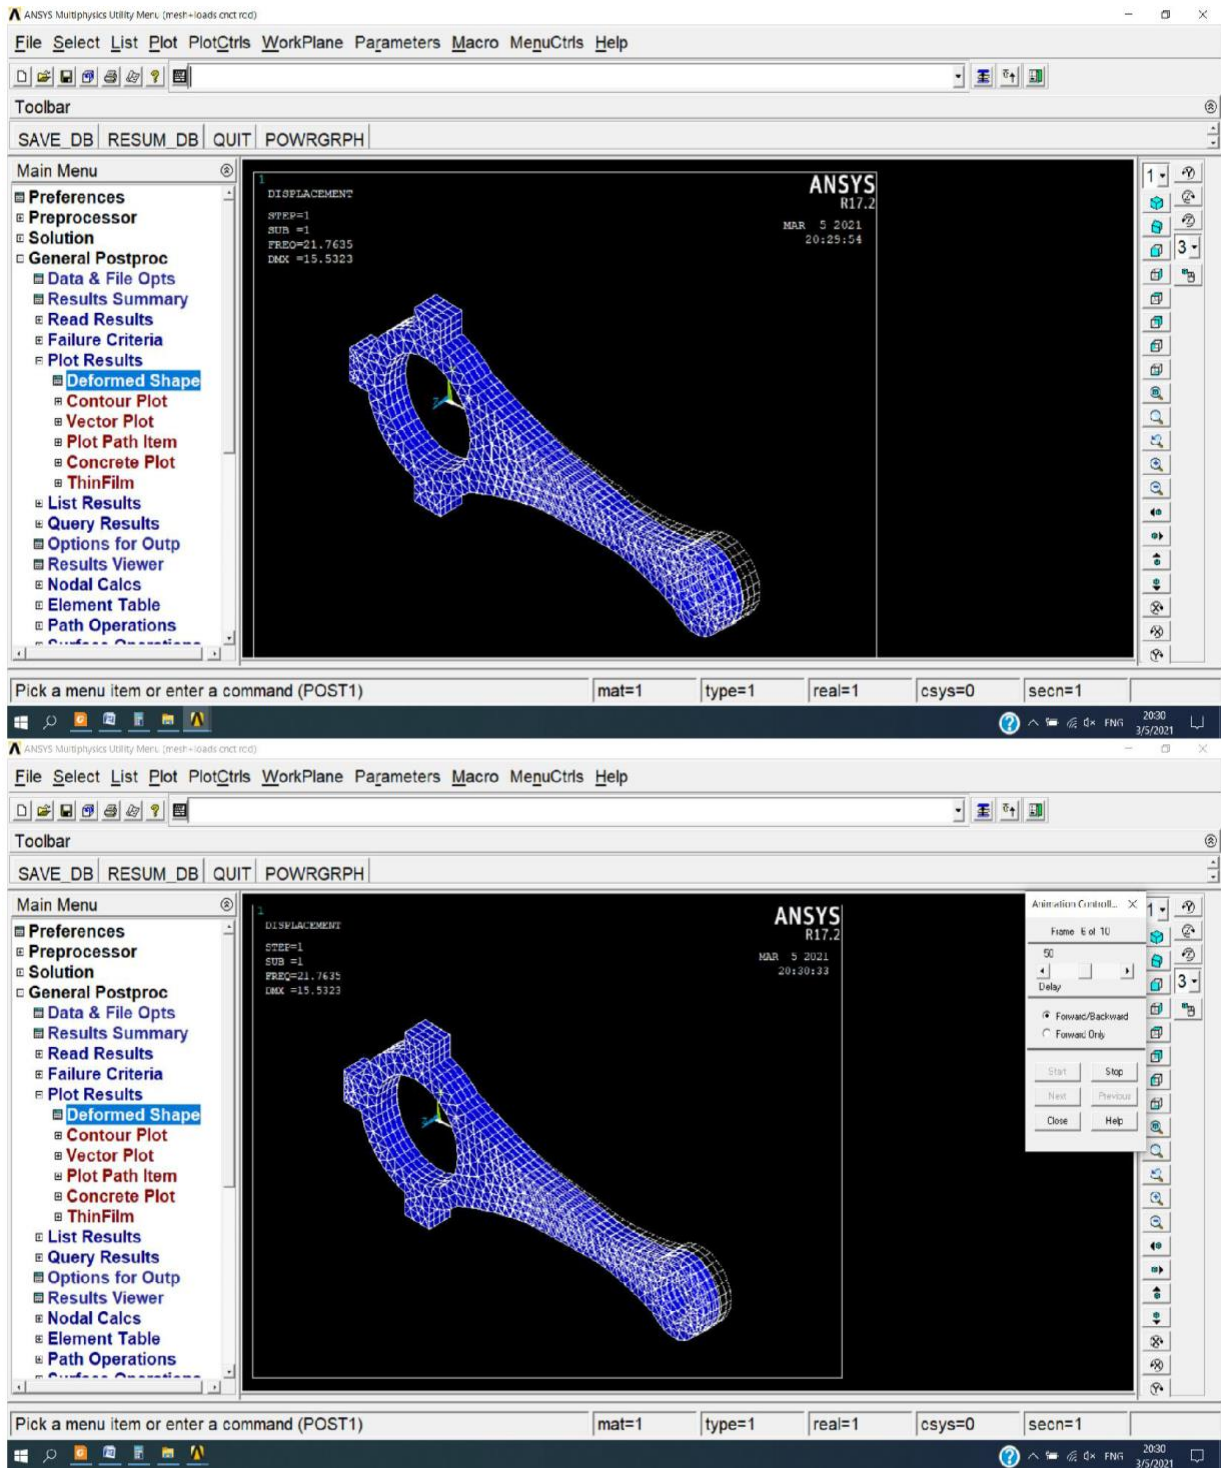 ANSYS Multiphysics Utility Menu (mesh+loads cnct rod)
File Select List Plot PlotCtrls WorkPlane Parameters Macro MenuCtrls Help
Toolbar
SAVE_DB RESUM_DB QUIT POWRGRPH
Main Menu
Preferences
Preprocessor
Solution
General Postproc
Data & File Opts
Results Summary
Read Results
Failure Criteria
Plot Results
Deformed Shape
Contour Plot
Vector Plot
Plot Path Item
Concrete Plot
ThinFilm
List Results
Query Results
Options for Outp
Results Viewer
Nodal Calcs
Element Table
Path Operations
1
DISPLACEMENT
STEP=1
SUB =1
FREQ=21.7635
DMX =15.5323
ANSYS
R17.2
MAR 5 2021
20:29:54
Z
1
3
Pick a menu item or enter a command (POST1)
mat=1 type=1 real=1 csys=0 secn=1
ENG
20:30
3/5/2021
ANSYS Multiphysics Utility Menu (mesh+loads cnct rod)
File Select List Plot PlotCtrls WorkPlane Parameters Macro MenuCtrls Help
Toolbar
SAVE_DB RESUM_DB QUIT POWRGRPH
Main Menu
Preferences
Preprocessor
Solution
General Postproc
Data & File Opts
Results Summary
Read Results
Failure Criteria
Plot Results
Deformed Shape
Contour Plot
Vector Plot
Plot Path Item
Concrete Plot
ThinFilm
List Results
Query Results
Options for Outp
Results Viewer
Nodal Calcs
Element Table
Path Operations
1
DISPLACEMENT
STEP=1
SUB =1
FREQ=21.7635
DMX =15.5323
ANSYS
R17.2
MAR 5 2021
20:30:33
Animation Controll...
Frame 6 of 10
50
Delay
Forward/Backward
Forward Only
Start Stop
Next Previous
Close Help
1
3
Pick a menu item or enter a command (POST1)
mat=1 type=1 real=1 csys=0 secn=1
ENG
20:30
3/5/2021